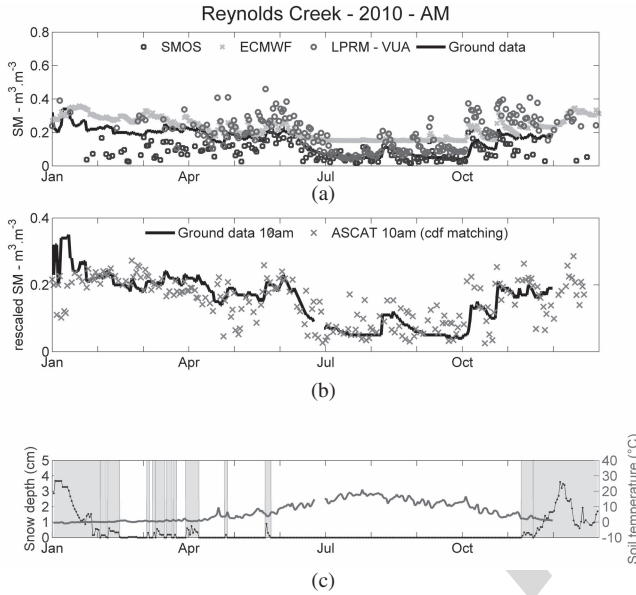 Reynolds Creek - 2010 - AM
SM - m³.m⁻³
0.8
0.6
0.4
0.2
0
SMOS ECMWF LPRM - VUA Ground data
Jan Apr Jul Oct
(a)
rescaled SM - m³.m⁻³
0.4
0.2
0
Ground data 10am ASCAT 10am (cdf matching)
Jan Apr Jul Oct
(b)
Snow depth (cm)
5
4
3
2
1
0
40
30
20
10
0
-10
Soil temperature (°C)
Jan Apr Jul Oct
(c)